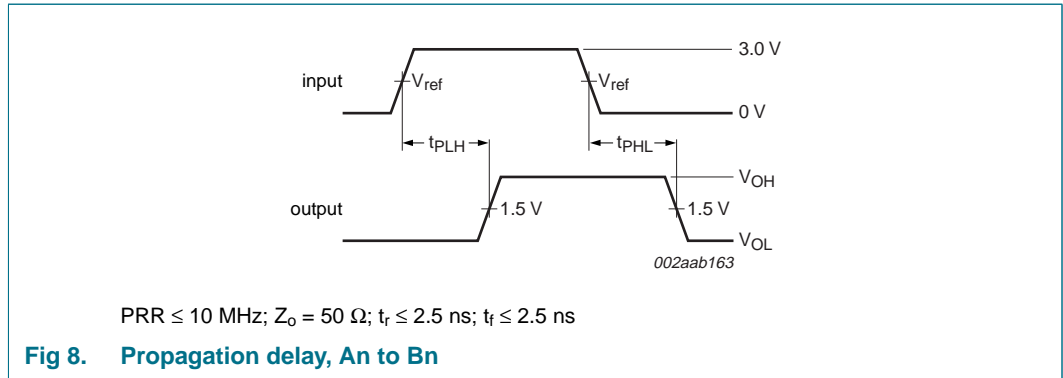 3.0 V
input
Vref
Vref
0 V
tPLH
tPHL
VOH
output
1.5 V
1.5 V
VOL
002aab163
PRR ≤ 10 MHz; Zo = 50 Ω; tr ≤ 2.5 ns; tf ≤ 2.5 ns
Fig 8. Propagation delay, An to Bn